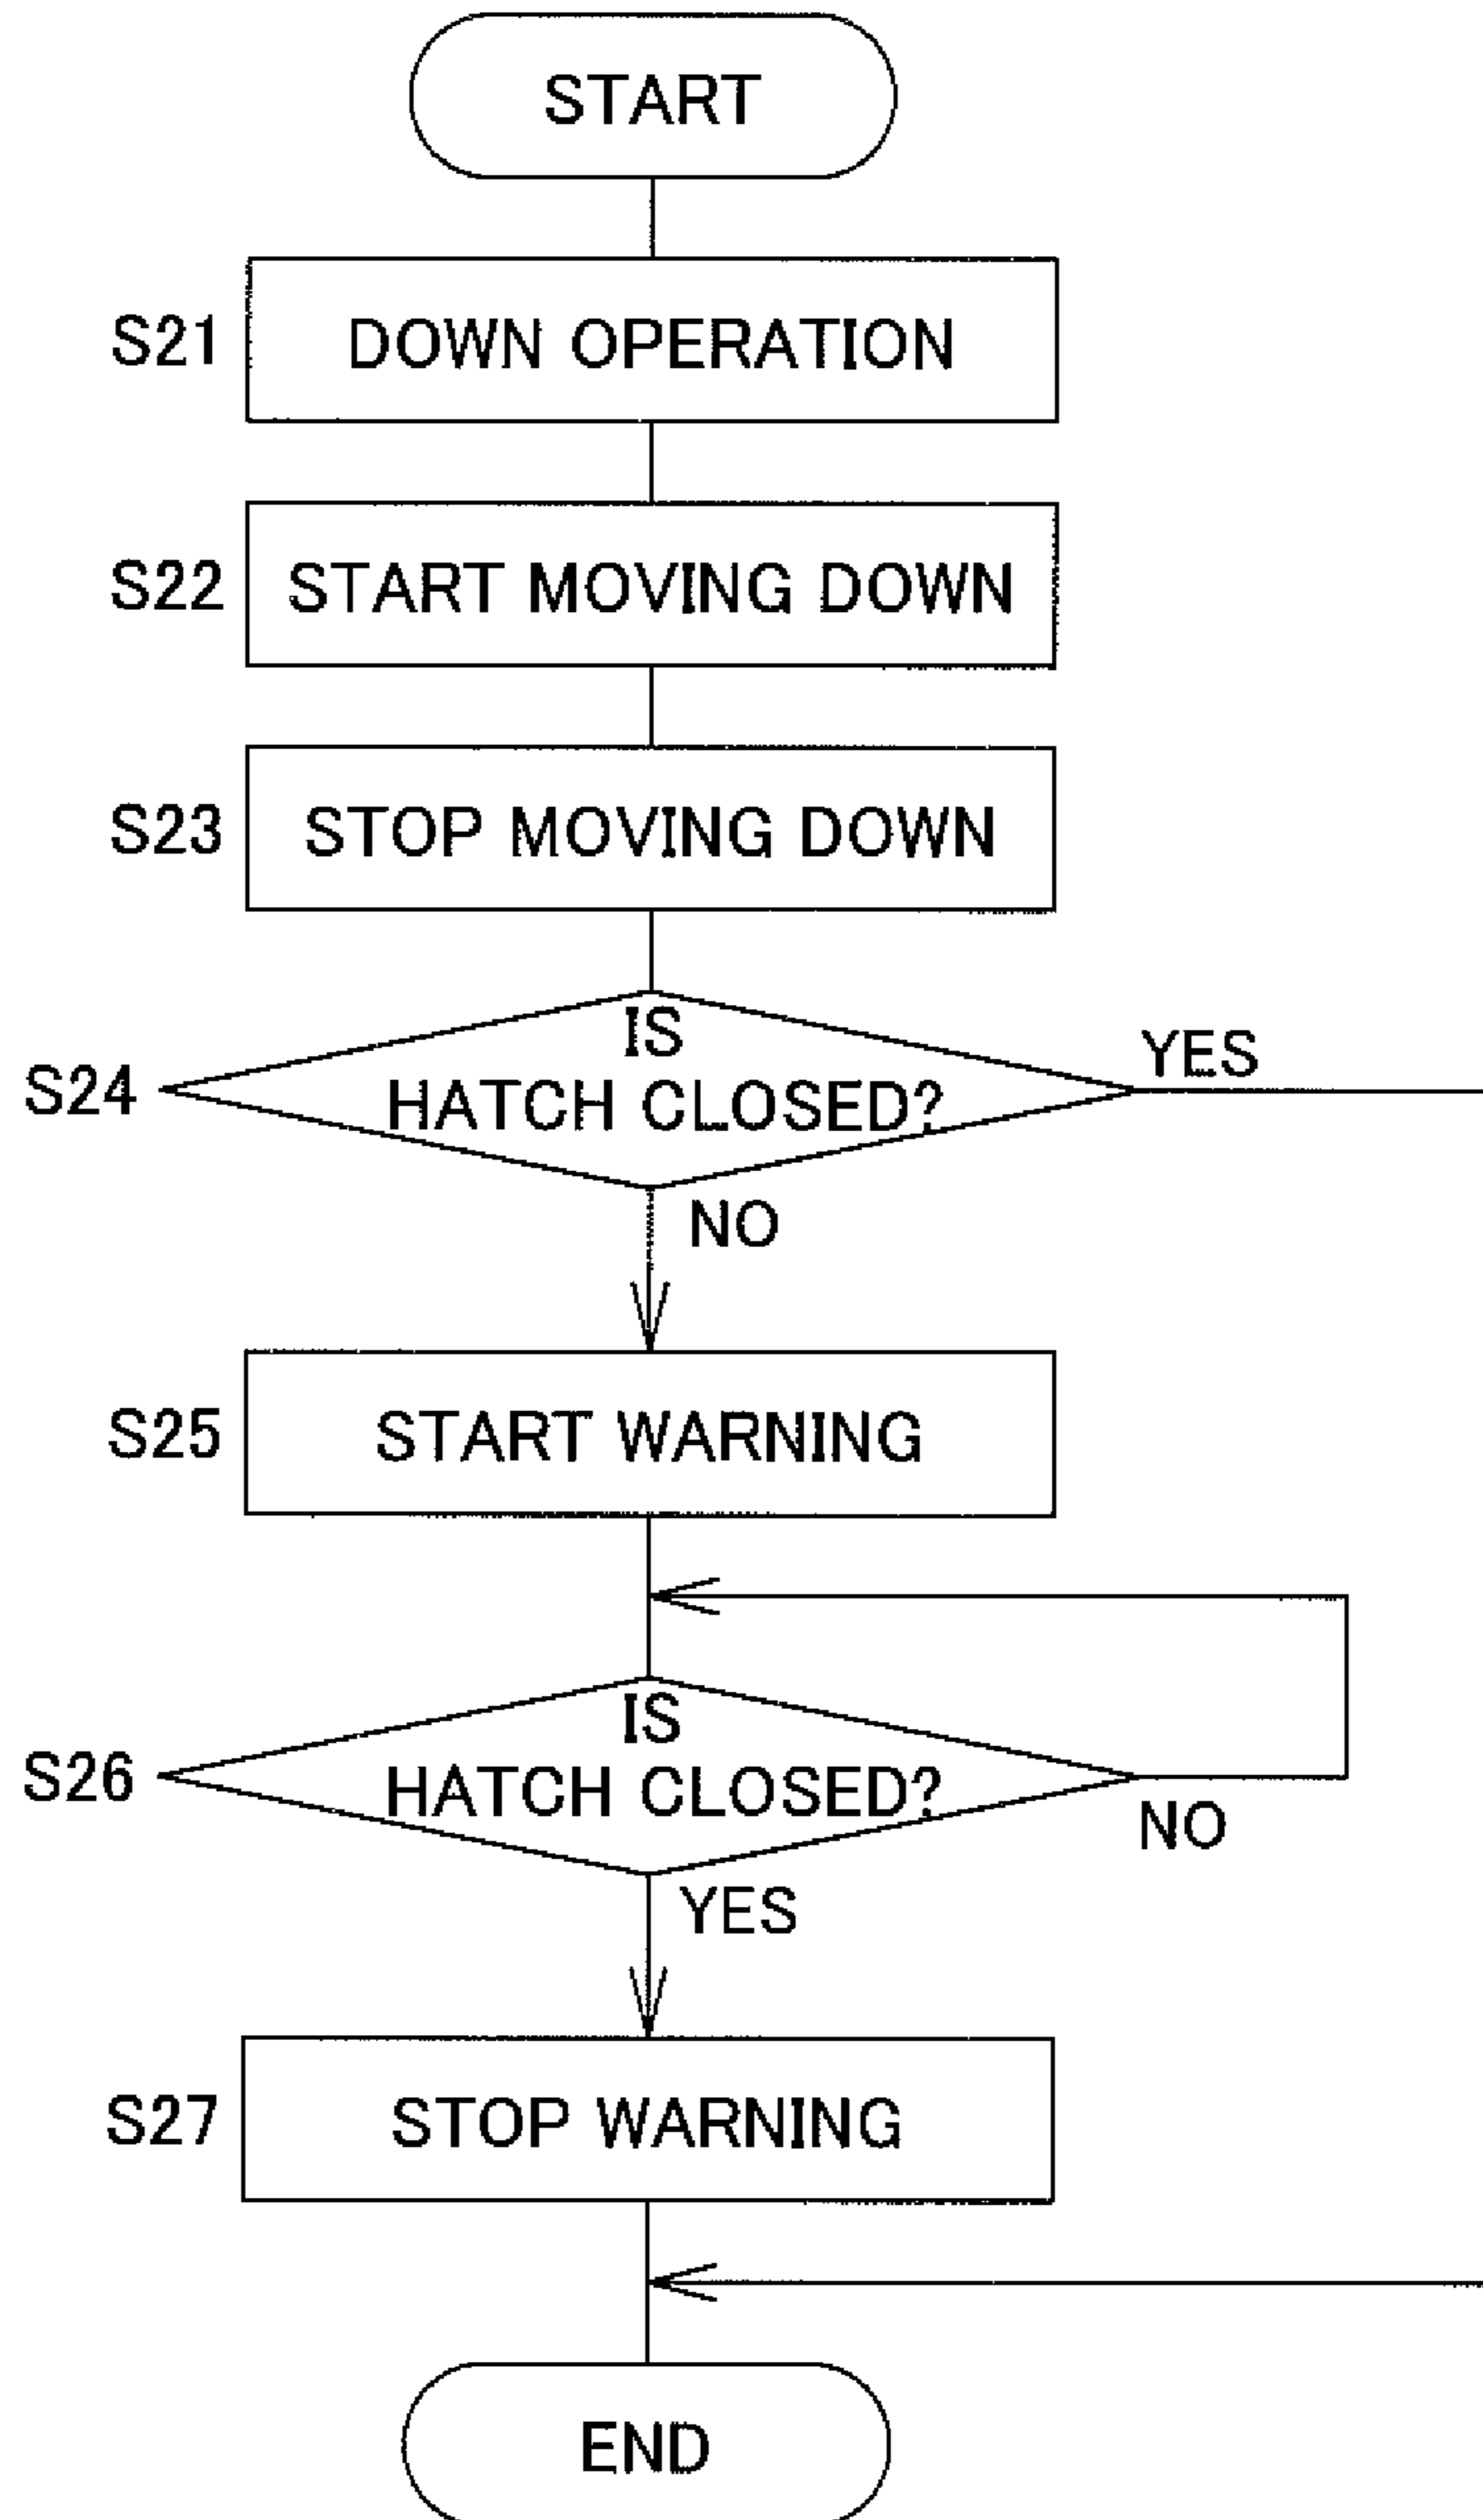 START
S21 DOWN OPERATION
S22 START MOVING DOWN
S23 STOP MOVING DOWN
IS
S24 HATCH CLOSED? YES
NO
S25 START WARNING
IS
S26 HATCH CLOSED?
NO
YES
S27 STOP WARNING
END